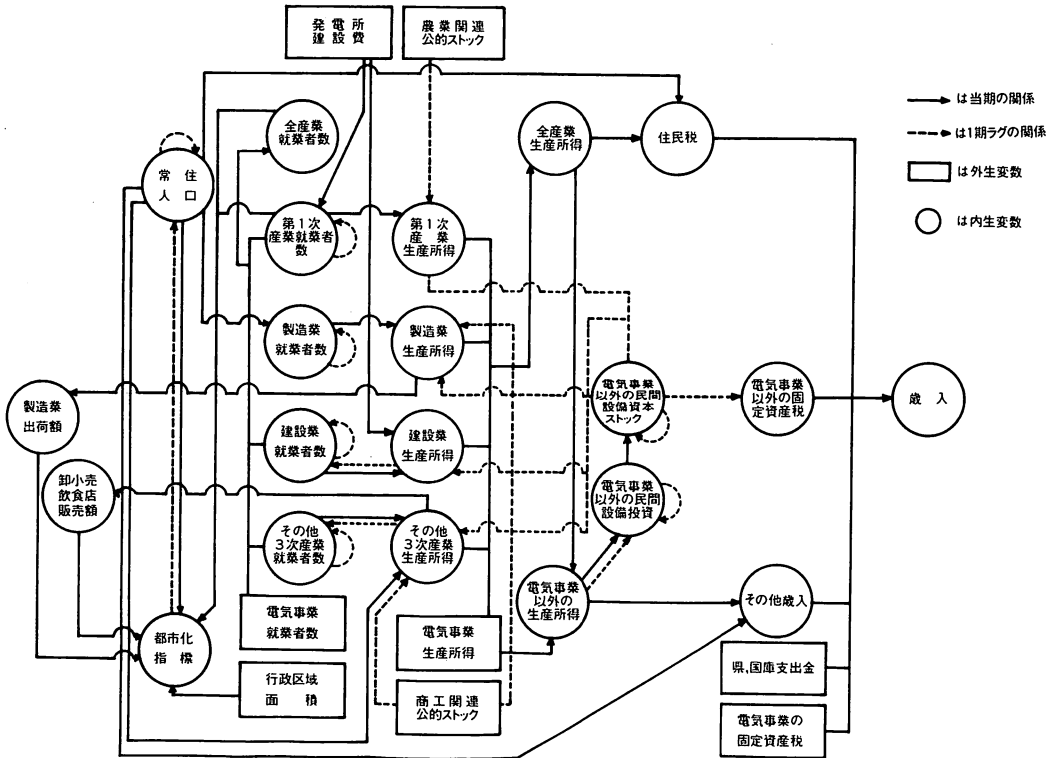 発電所
建設費
農業関連
公的ストック
全産業
就業者数
全産業
生産所得
住民税
は当期の関係
は1期ラグの関係
は外生変数
は内生変数
常住
人口
第1次
産業就業者
数
第1次
産業
生産所得
製造業
就業者数
製造業
生産所得
製造業
出荷額
電気事業
以外の民間
設備資本
ストック
電気事業
以外の固
定資産税
歳入
建設業
就業者数
建設業
生産所得
卸小売
飲食店
販売額
電気事業
以外の民間
設備投資
その他
3次産業
就業者数
その他
3次産業
生産所得
電気事業
以外の
生産所得
その他歳入
都市化
指標
電気事業
就業者数
電気事業
生産所得
行政区域
面積
商工関連
公的ストック
県,国庫支出金
電気事業の
固定資産税